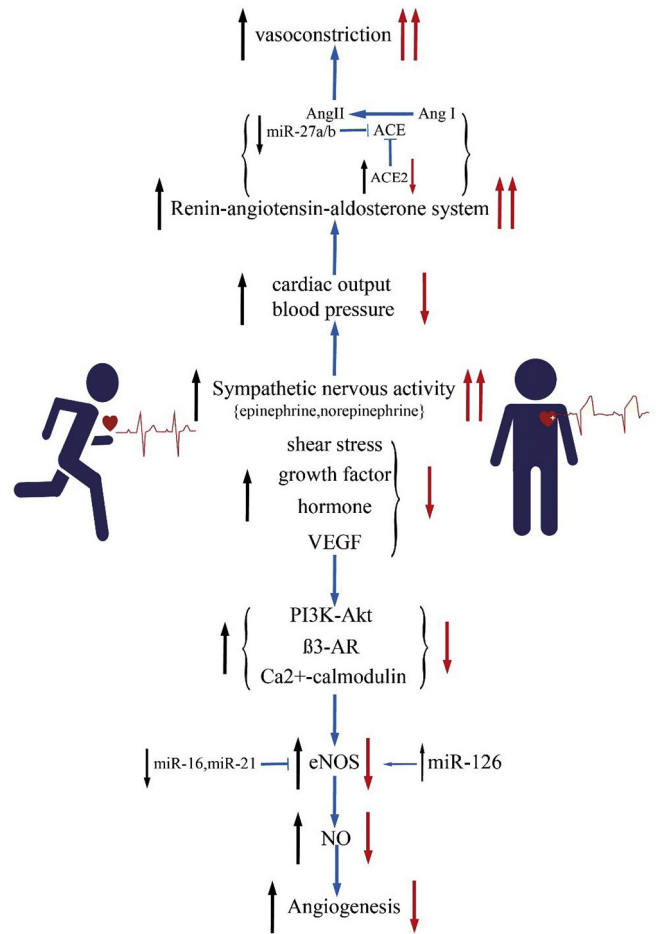 vasoconstriction
AngII Ang I
miR-27a/b ACE
ACE2
Renin-angiotensin-aldosterone system
cardiac output
blood pressure
Sympathetic nervous activity
{epinephrine,norepinephrine}
shear stress
growth factor
hormone
VEGF
PI3K-Akt
ß3-AR
Ca2+-calmodulin
miR-16,miR-21 eNOS miR-126
NO
Angiogenesis